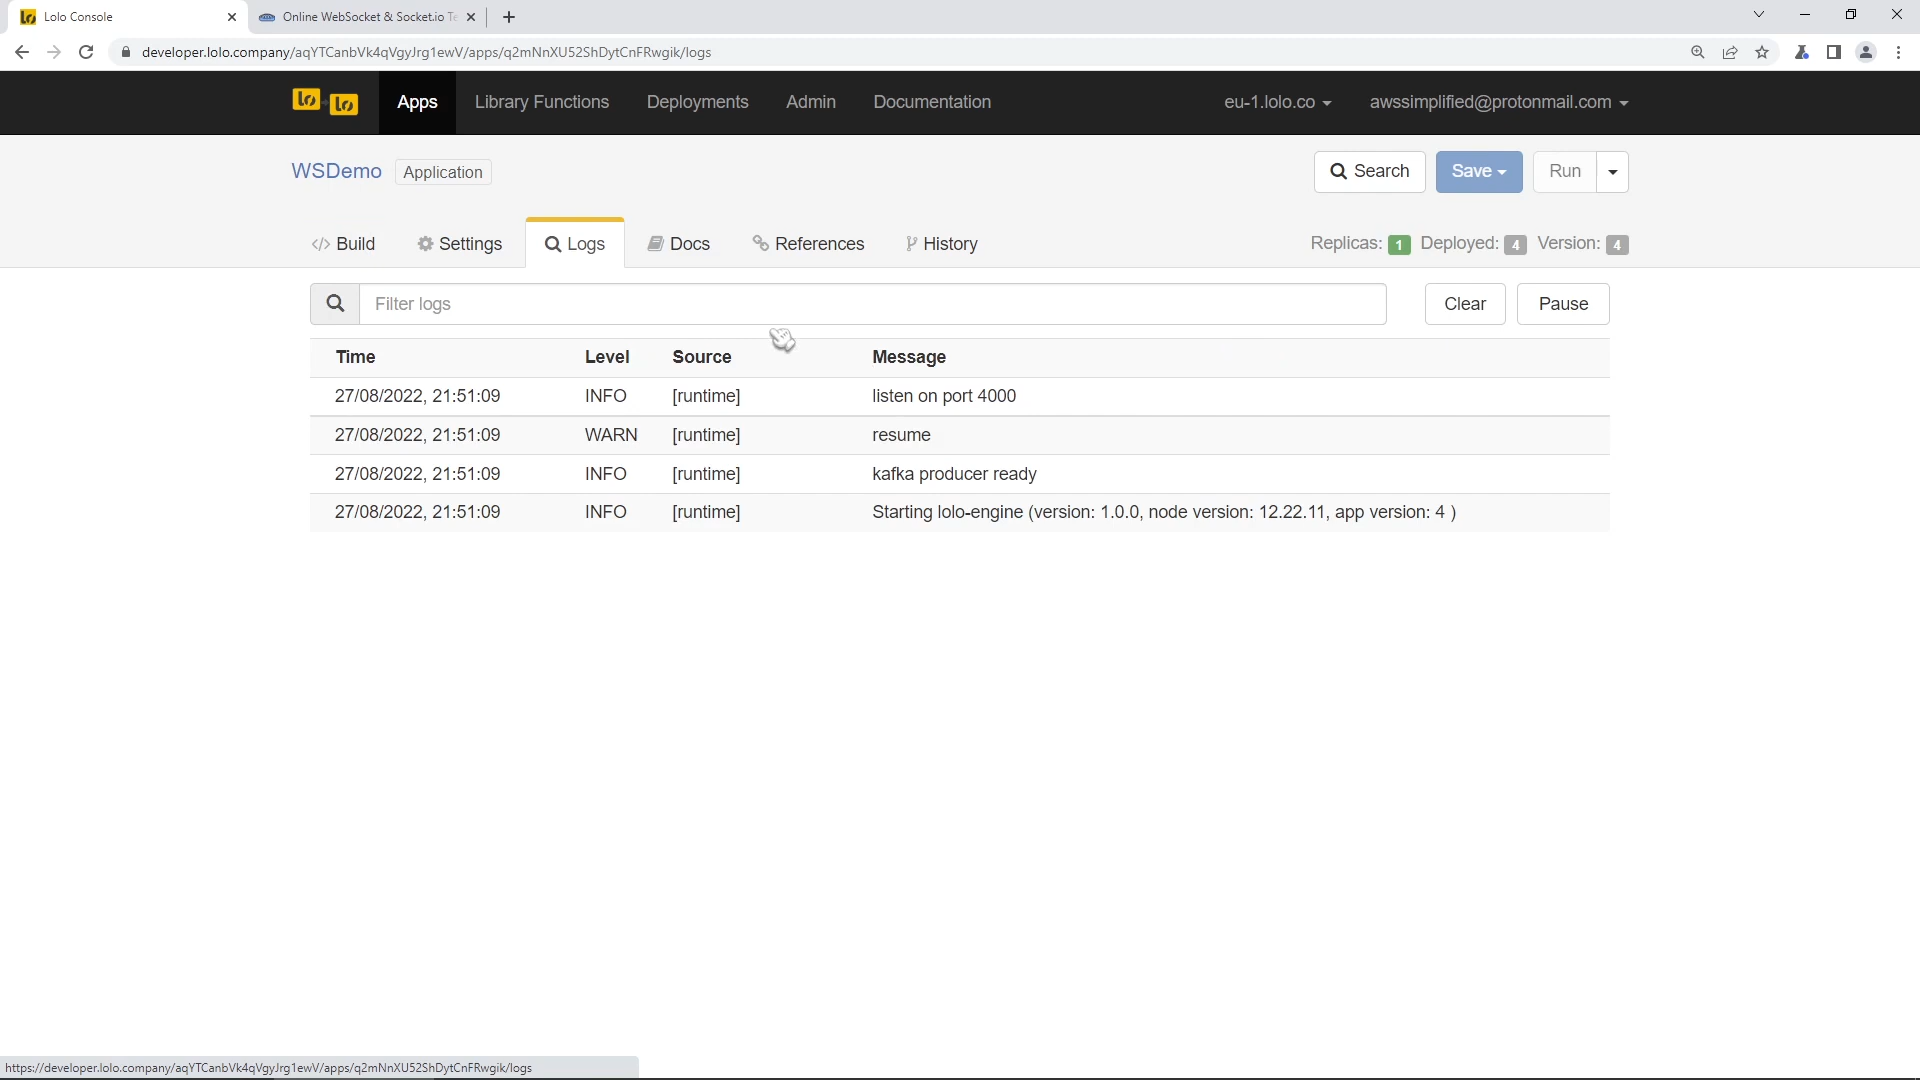 Lolo Console
Online WebSocket & Socket.io Te
developer.lolo.company/aqYTCanbVk4qVgyJrg1ewV/apps/q2mNnXU52ShDytCnFRwgik/logs
lo lo
Apps
Library Functions
Deployments
Admin
Documentation
eu-1.lolo.co
awssimplified@protonmail.com
WSDemo Application
Search Save Run
Build Settings Logs Docs References History
Replicas: 1 Deployed: 4 Version: 4
Filter logs
Clear Pause
Time Level Source Message
27/08/2022, 21:51:09 INFO [runtime] listen on port 4000
27/08/2022, 21:51:09 WARN [runtime] resume
27/08/2022, 21:51:09 INFO [runtime] kafka producer ready
27/08/2022, 21:51:09 INFO [runtime] Starting lolo-engine (version: 1.0.0, node version: 12.22.11, app version: 4 )
https://developer.lolo.company/aqYTCanbVk4qVgyJrg1ewV/apps/q2mNnXU52ShDytCnFRwgik/logs